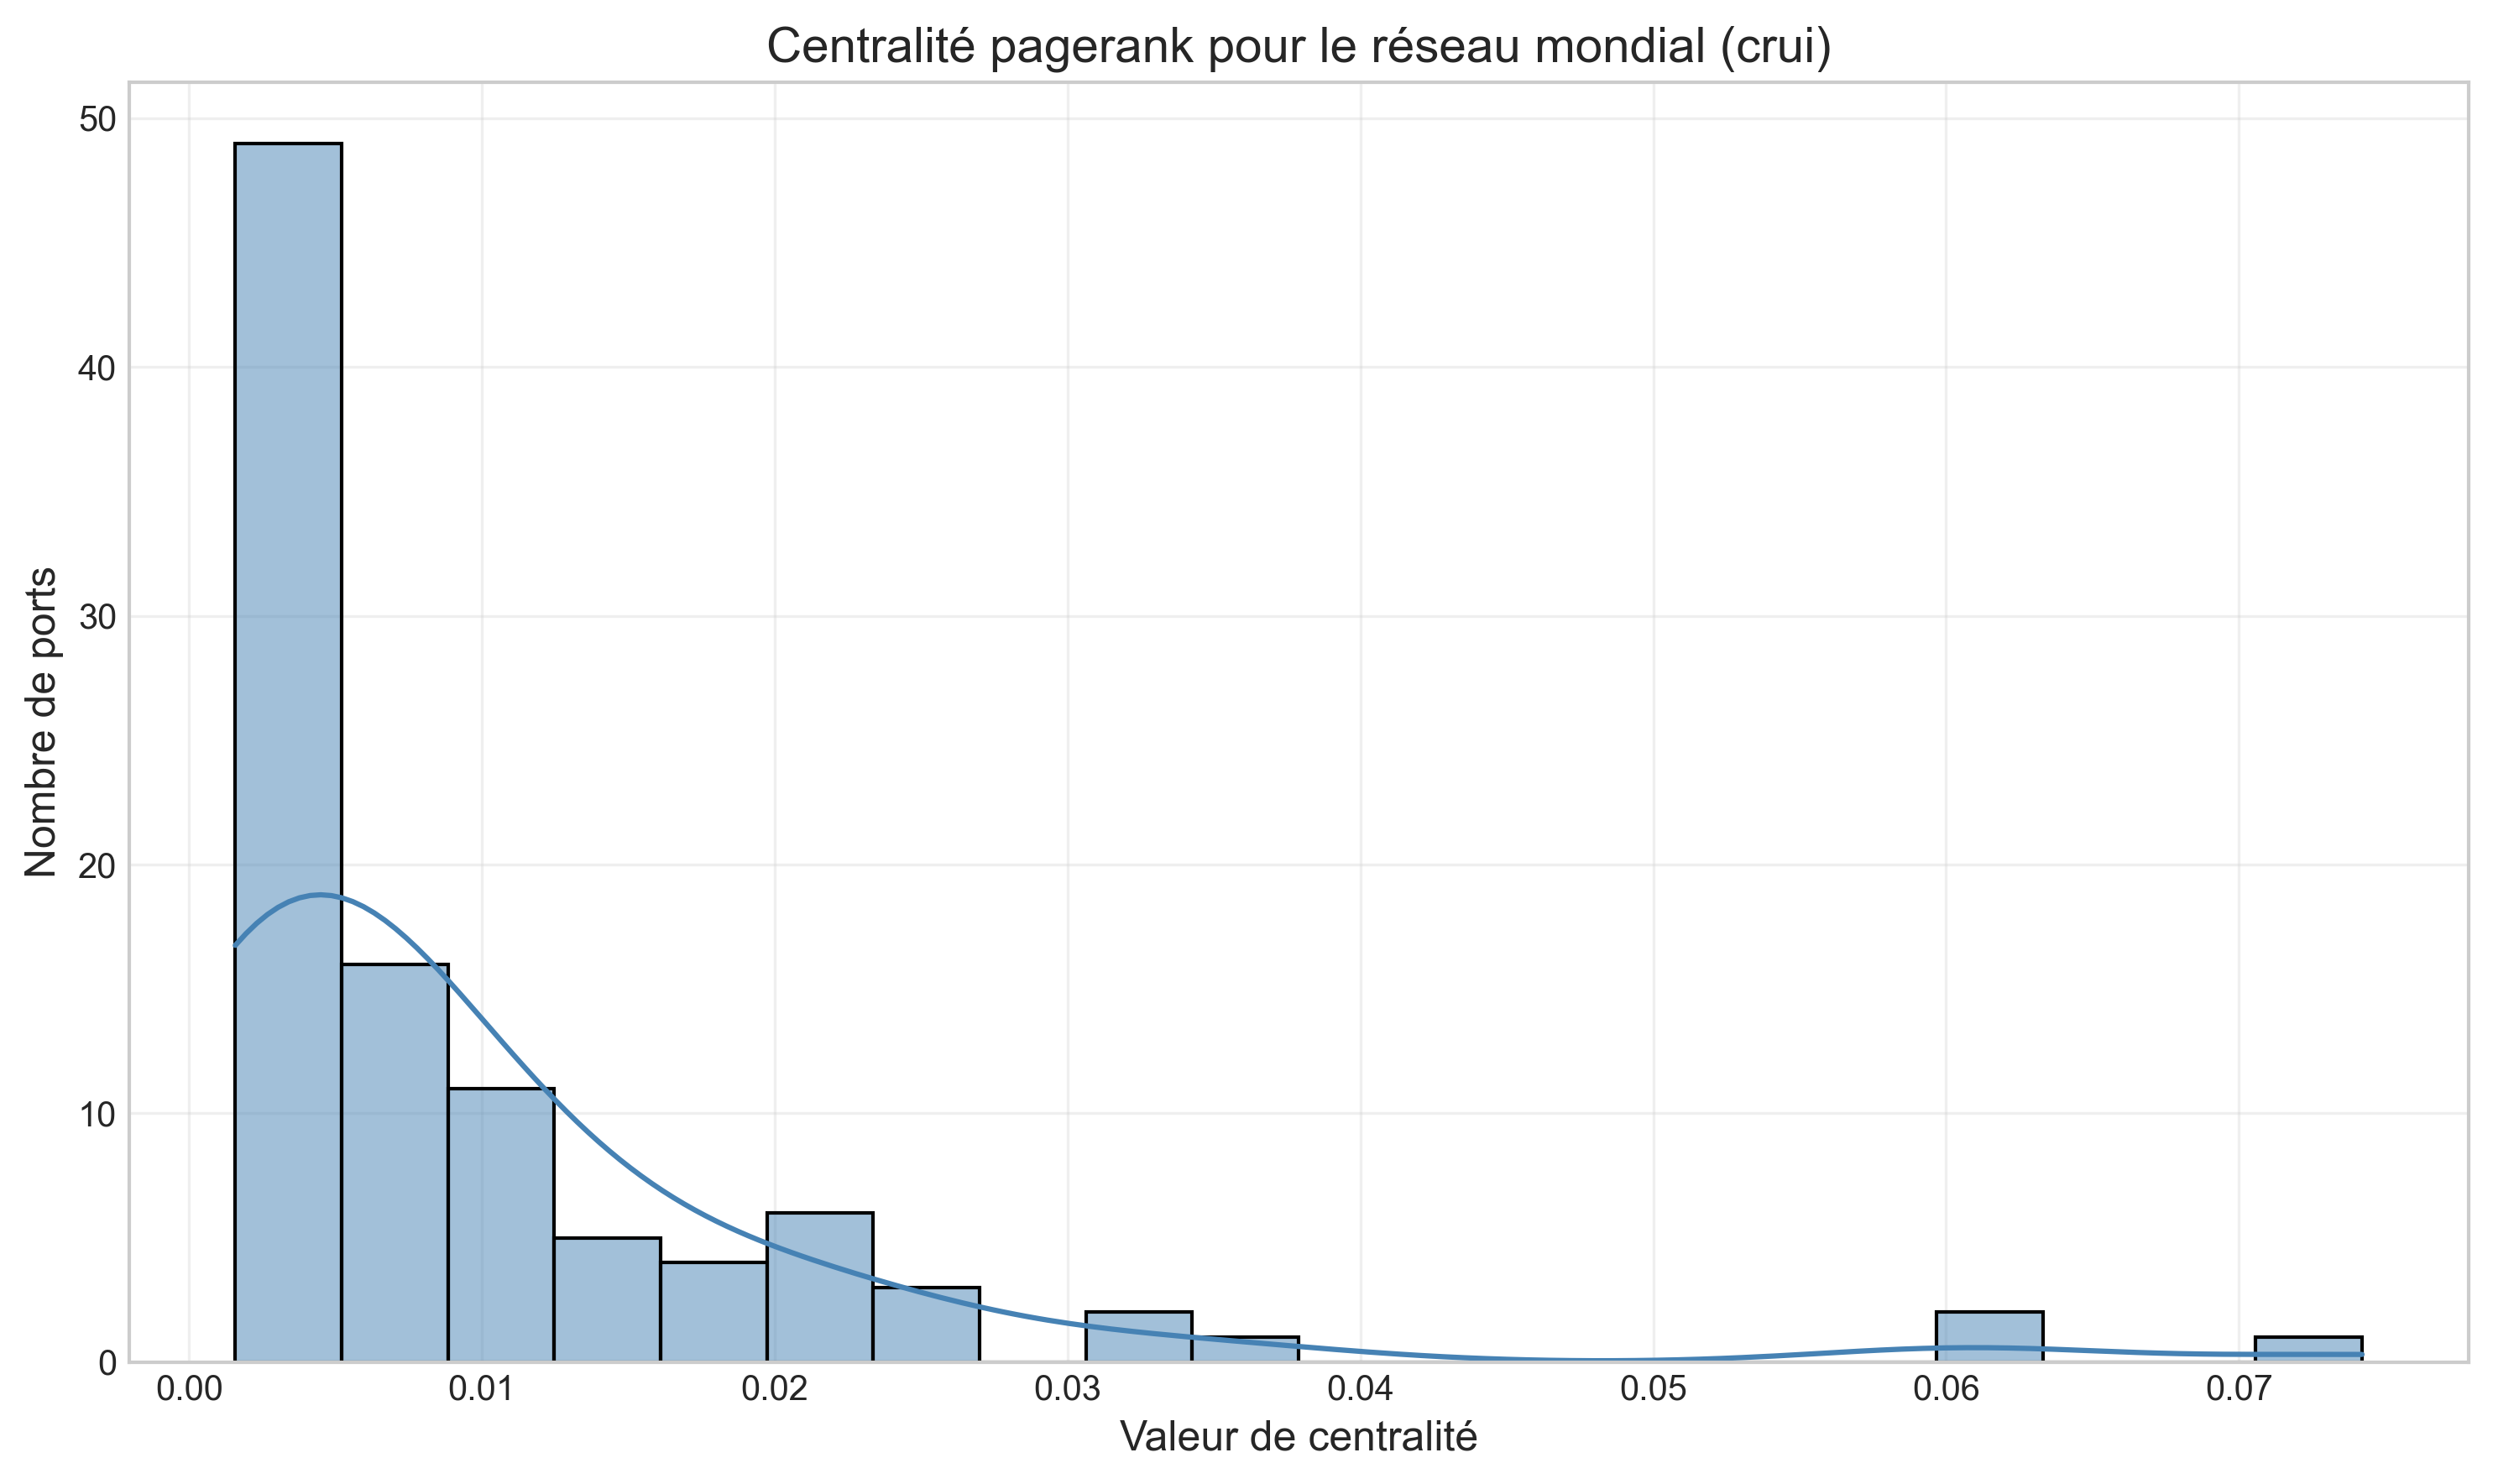 Centralité pagerank pour le réseau mondial (crui)
50
40
30
20
10
0
Nombre de ports
0.00 0.01 0.02 0.03 0.04 0.05 0.06 0.07
Valeur de centralité